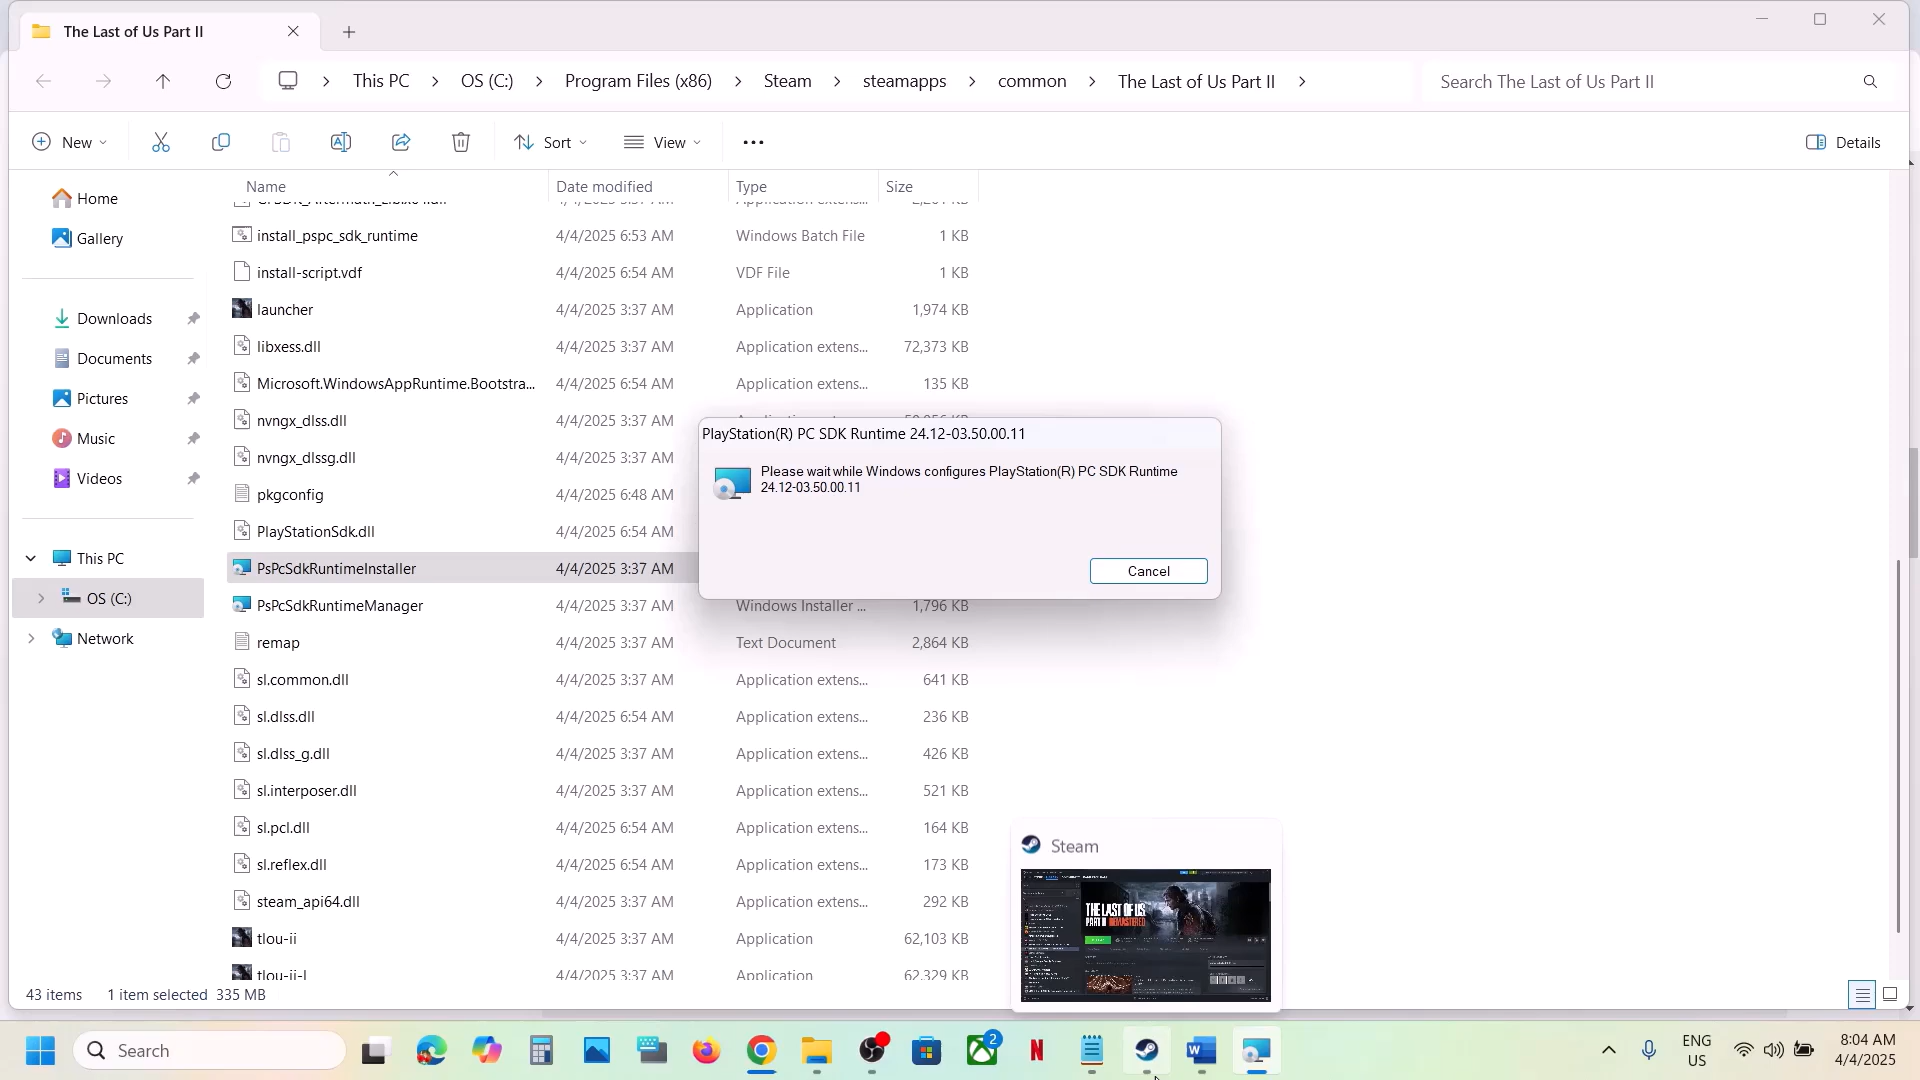 The Last of Us Part II
This PC
OS (C:)
Program Files (x86)
Steam
steamapps
common
The Last of Us Part II
Search The Last of Us Part II
New
Sort
View
Details
Name
Date modified
Type
Size
Home
Gallery
Downloads
Documents
Pictures
Music
Videos
This PC
OS (C:)
Network
install_pspc_sdk_runtime 4/4/2025 6:53 AM Windows Batch File 1 KB
install-script.vdf 4/4/2025 6:54 AM VDF File 1 KB
launcher 4/4/2025 3:37 AM Application 1,974 KB
libxess.dll 4/4/2025 3:37 AM Application extens... 72,373 KB
Microsoft.WindowsAppRuntime.Bootstra... 4/4/2025 6:54 AM Application extens... 135 KB
nvngx_dlss.dll 4/4/2025 3:37 AM
nvngx_dlssg.dll 4/4/2025 3:37 AM
pkgconfig 4/4/2025 6:48 AM
PlayStationSdk.dll 4/4/2025 6:54 AM
PsPcSdkRuntimeInstaller 4/4/2025 3:37 AM
PsPcSdkRuntimeManager 4/4/2025 3:37 AM Windows Installer ... 1,796 KB
remap 4/4/2025 3:37 AM Text Document 2,864 KB
sl.common.dll 4/4/2025 3:37 AM Application extens... 641 KB
sl.dlss.dll 4/4/2025 6:54 AM Application extens... 236 KB
sl.dlss_g.dll 4/4/2025 3:37 AM Application extens... 426 KB
sl.interposer.dll 4/4/2025 3:37 AM Application extens... 521 KB
sl.pcl.dll 4/4/2025 6:54 AM Application extens... 164 KB
sl.reflex.dll 4/4/2025 6:54 AM Application extens... 173 KB
steam_api64.dll 4/4/2025 3:37 AM Application extens... 292 KB
tlou-ii 4/4/2025 3:37 AM Application 62,103 KB
tlou-ii-l 4/4/2025 3:37 AM Application 62,329 KB
PlayStation(R) PC SDK Runtime 24.12-03.50.00.11
Please wait while Windows configures PlayStation(R) PC SDK Runtime
24.12-03.50.00.11
Cancel
Steam
THE LAST OF US
PART II REMASTERED
43 items
1 item selected 335 MB
Search
2
ENG
US
8:04 AM
4/4/2025